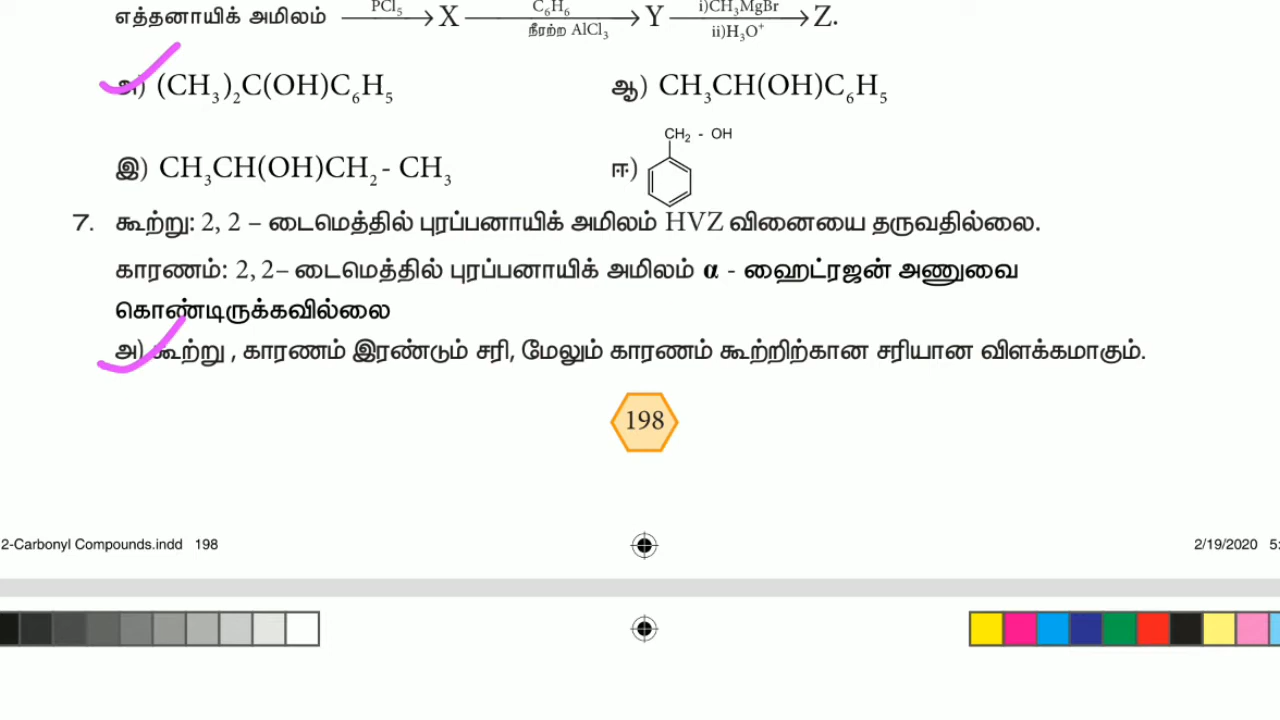 எத்தனாயிக் அமிலம் —PCl₅→ X —C₆H₆ / நீரற்ற AlCl₃→ Y —i)CH₃MgBr / ii)H₃O⁺→ Z.
அ) (CH₃)₂C(OH)C₆H₅ ஆ) CH₃CH(OH)C₆H₅
இ) CH₃CH(OH)CH₂ - CH₃ ஈ) CH₂ - OH
7. கூற்று: 2, 2 – டைமெத்தில் புரப்பனாயிக் அமிலம் HVZ வினையை தருவதில்லை.
காரணம்: 2, 2– டைமெத்தில் புரப்பனாயிக் அமிலம் α - ஹைட்ரஜன் அணுவை
கொண்டிருக்கவில்லை
அ) கூற்று , காரணம் இரண்டும் சரி, மேலும் காரணம் கூற்றிற்கான சரியான விளக்கமாகும்.
198
2-Carbonyl Compounds.indd 198 2/19/2020 5: